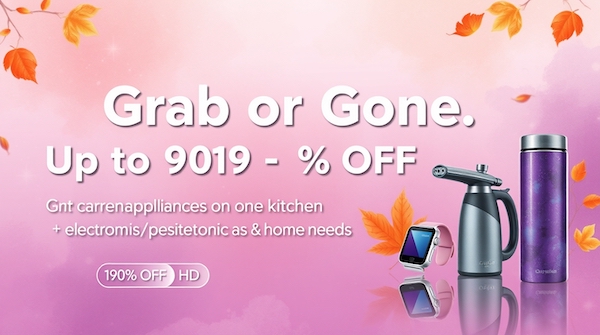 Grab or Gone.
Up to 9019 - % OFF
Gnt carrenapplliances on one kitchen
+ electromis/pesitetonic as & home needs
190% OFF HD